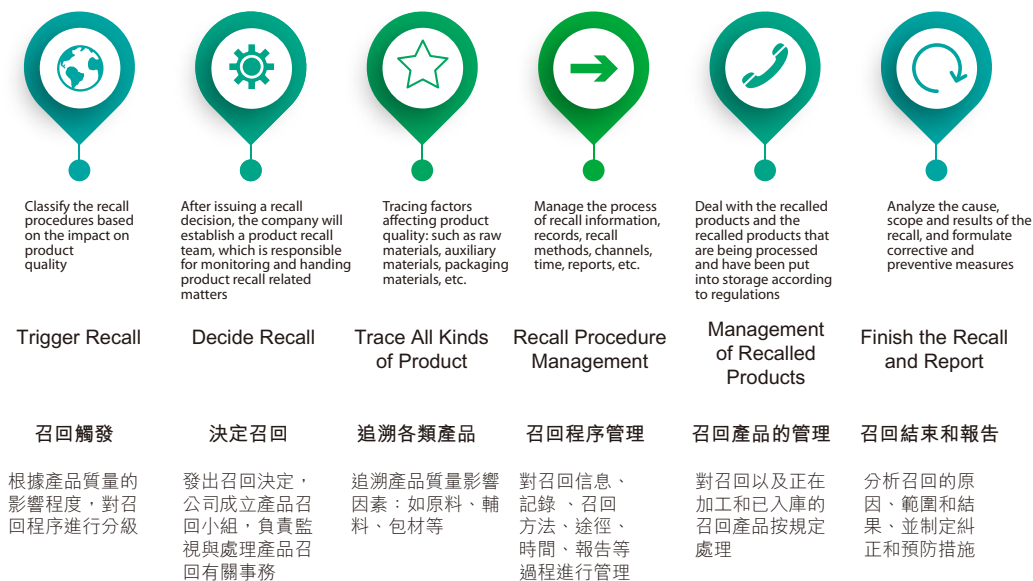 Classify the recall
procedures based
on the impact on
product
quality
After issuing a recall
decision, the company will
establish a product recall
team, which is responsible
for monitoring and handing
product recall related
matters
Tracing factors
affecting product
quality: such as raw
materials, auxiliary
materials, packaging
materials, etc.
Manage the process
of recall information,
records, recall
methods, channels,
time, reports, etc.
Deal with the recalled
products and the
recalled products that
are being processed
and have been put
into storage according
to regulations
Analyze the cause,
scope and results of the
recall, and formulate
corrective and
preventive measures
Trigger Recall
Decide Recall
Trace All Kinds
of Product
Recall Procedure
Management
Management
of Recalled
Products
Finish the Recall
and Report
召回觸發
決定召回
追溯各類產品
召回程序管理
召回產品的管理
召回結束和報告
根據產品質量的
影響程度，對召
回程序進行分級
發出召回決定，
公司成立產品召
回小組，負責監
視與處理產品召
回有關事務
追溯產品質量影響
因素：如原料、輔
料、包材等
對召回信息、
記錄 、召回
方法、途徑、
時間、報告等
過程進行管理
對召回以及正在
加工和已入庫的
召回產品按規定
處理
分析召回的原
因、範圍和結
果、並制定糾
正和預防措施